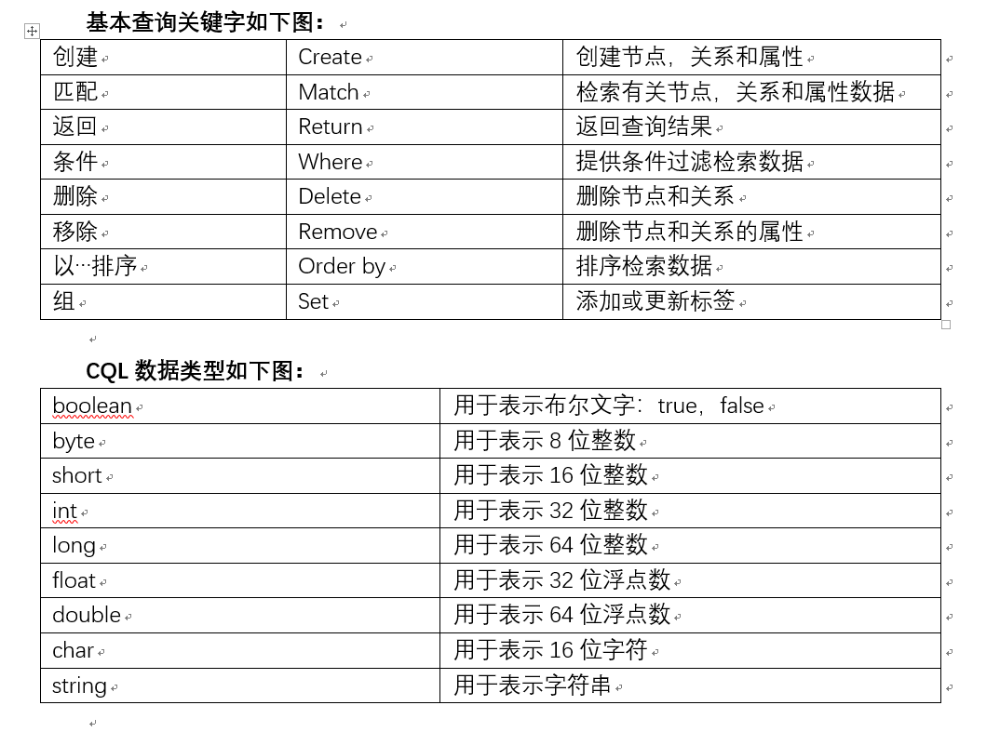 基本查询关键字如下图：
创建 Create 创建节点，关系和属性
匹配 Match 检索有关节点，关系和属性数据
返回 Return 返回查询结果
条件 Where 提供条件过滤检索数据
删除 Delete 删除节点和关系
移除 Remove 删除节点和关系的属性
以…排序 Order by 排序检索数据
组 Set 添加或更新标签
CQL 数据类型如下图：
boolean 用于表示布尔文字：true，false
byte 用于表示 8 位整数
short 用于表示 16 位整数
int 用于表示 32 位整数
long 用于表示 64 位整数
float 用于表示 32 位浮点数
double 用于表示 64 位浮点数
char 用于表示 16 位字符
string 用于表示字符串